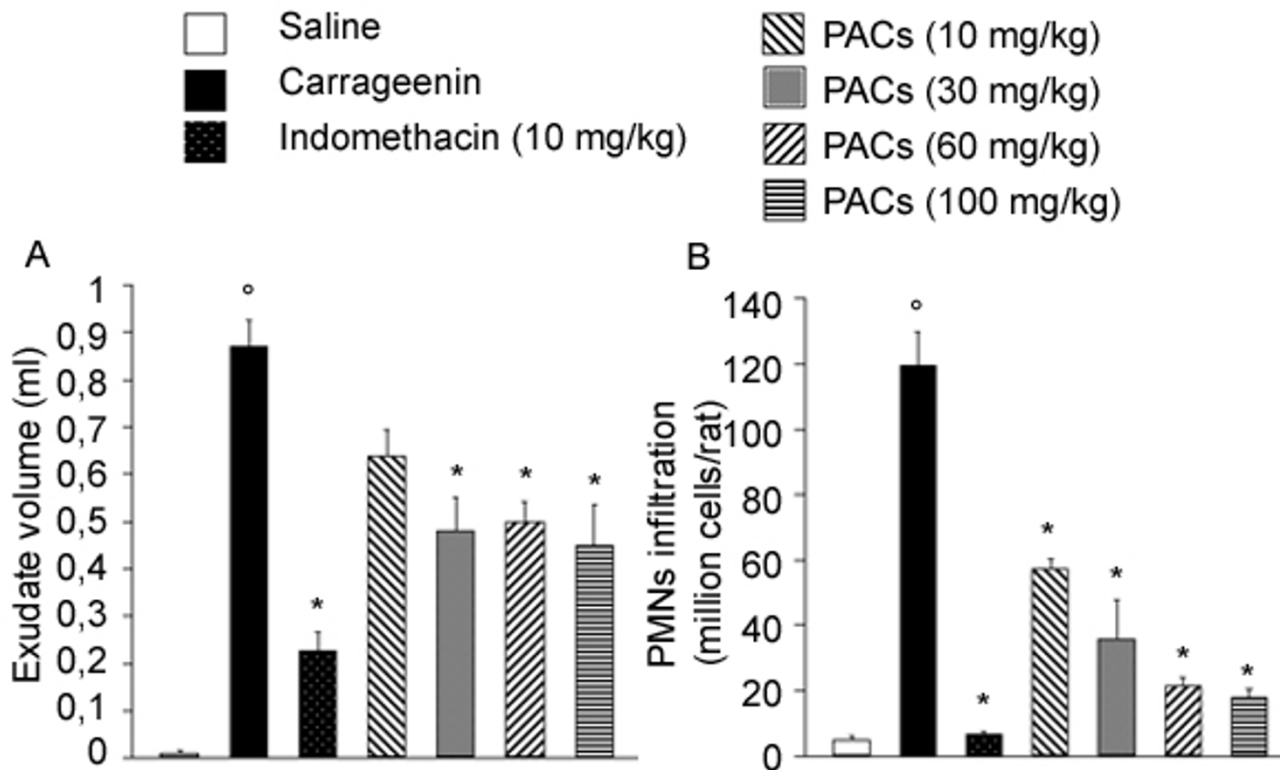 Saline
Carrageenin
Indomethacin (10 mg/kg)
PACs (10 mg/kg)
PACs (30 mg/kg)
PACs (60 mg/kg)
PACs (100 mg/kg)
A
Exudate volume (ml)
1
0,9
0,8
0,7
0,6
0,5
0,4
0,3
0,2
0,1
0
°
*
*
*
*
B
PMNs infiltration
(million cells/rat)
140
120
100
80
60
40
20
0
°
*
*
*
*
*